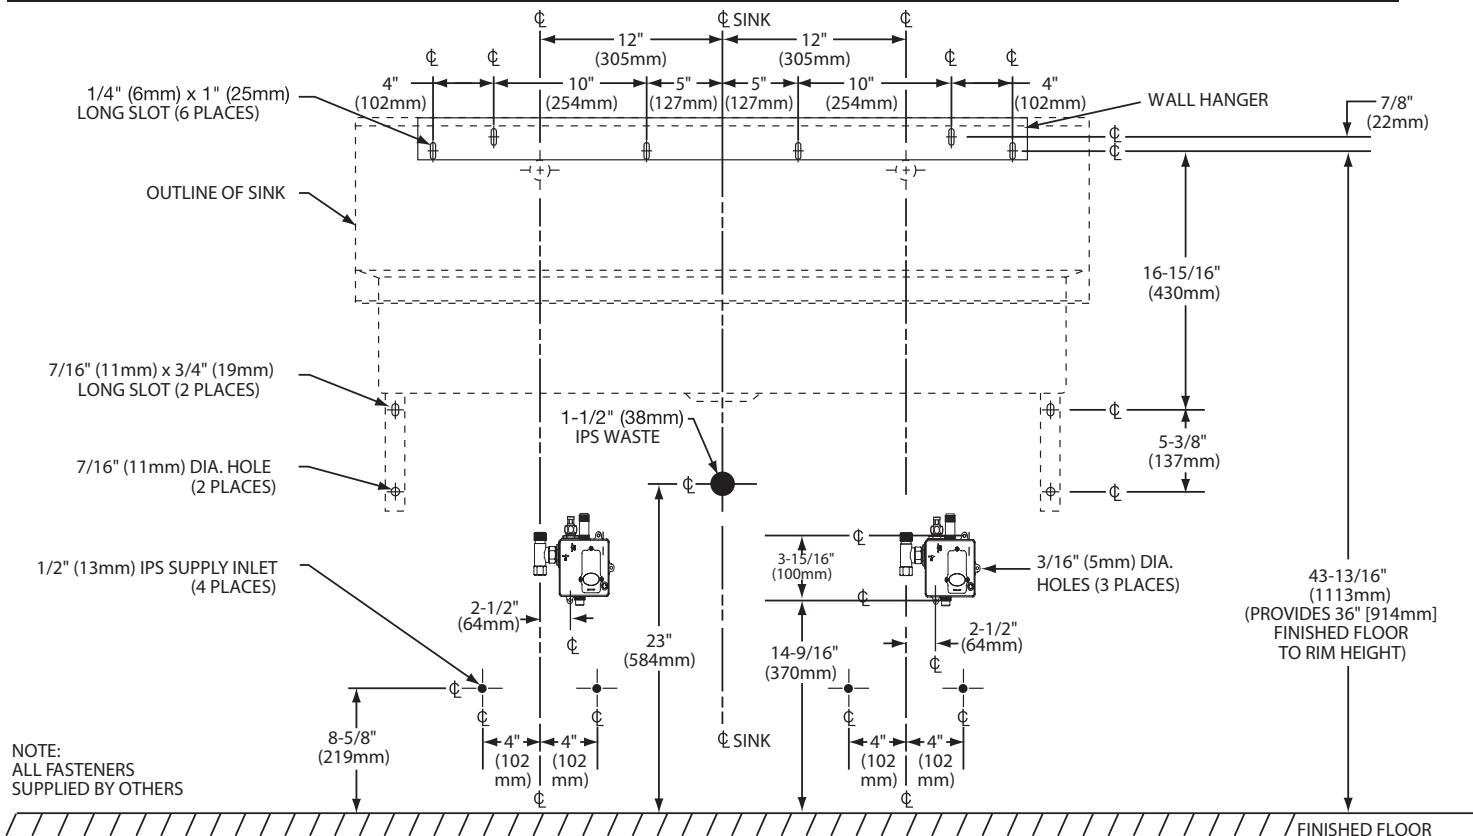 ℄
℄ SINK
℄
12"
(305mm)
12"
(305mm)
℄
℄
℄
℄
4"
(102mm)
10"
(254mm)
5"
(127mm)
5"
(127mm)
10"
(254mm)
4"
(102mm)
1/4" (6mm) x 1" (25mm)
LONG SLOT (6 PLACES)
WALL HANGER
7/8"
(22mm)
℄
℄
OUTLINE OF SINK
16-15/16"
(430mm)
7/16" (11mm) x 3/4" (19mm)
LONG SLOT (2 PLACES)
1-1/2" (38mm)
IPS WASTE
℄
5-3/8"
(137mm)
7/16" (11mm) DIA. HOLE
(2 PLACES)
℄
℄
℄
3-15/16"
(100mm)
℄
3/16" (5mm) DIA.
HOLES (3 PLACES)
1/2" (13mm) IPS SUPPLY INLET
(4 PLACES)
43-13/16"
(1113mm)
(PROVIDES 36" [914mm]
FINISHED FLOOR
TO RIM HEIGHT)
2-1/2"
(64mm)
℄
23"
(584mm)
14-9/16"
(370mm)
2-1/2"
(64mm)
℄
℄
℄
℄
℄
℄
8-5/8"
(219mm)
4"
(102
mm)
4"
(102
mm)
℄ SINK
4"
(102
mm)
4"
(102
mm)
℄
℄
NOTE:
ALL FASTENERS
SUPPLIED BY OTHERS
FINISHED FLOOR